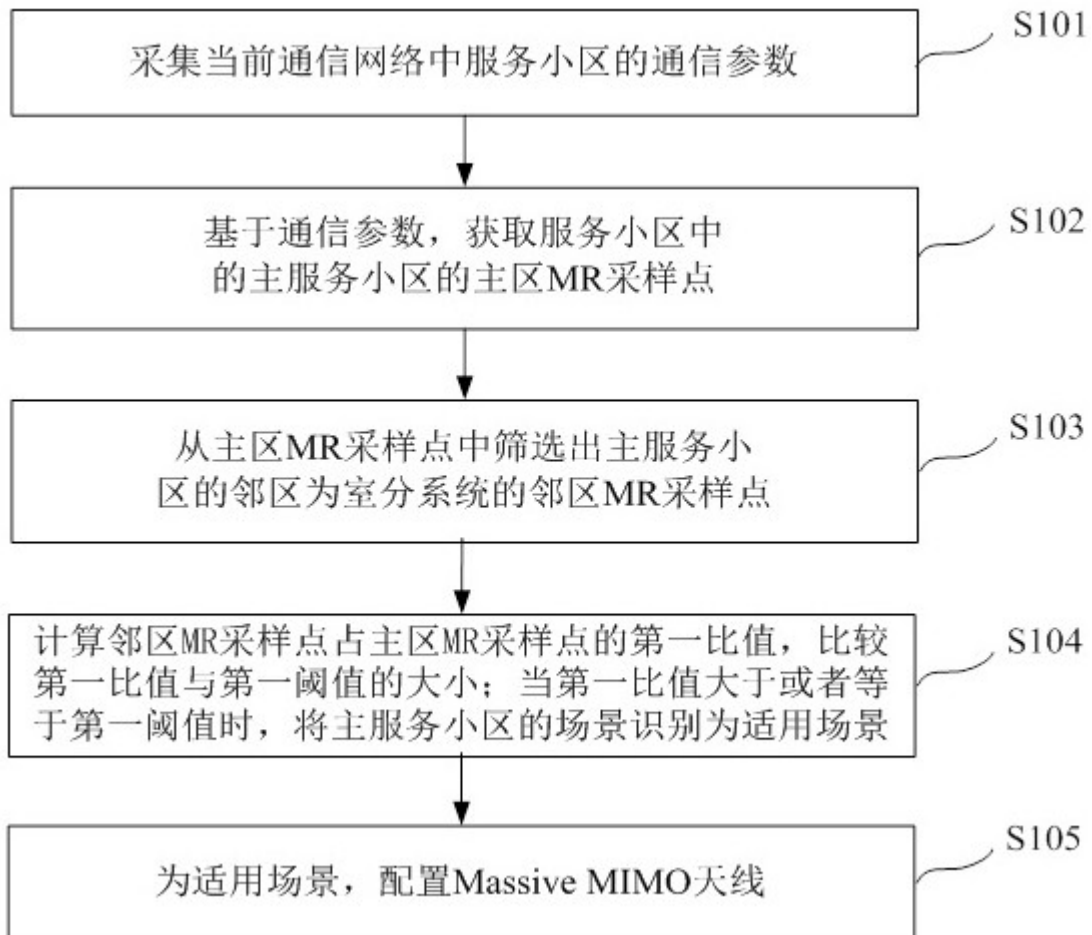 采集当前通信网络中服务小区的通信参数
S101
基于通信参数，获取服务小区中
的主服务小区的主区MR采样点
S102
从主区MR采样点中筛选出主服务小
区的邻区为室分系统的邻区MR采样点
S103
计算邻区MR采样点占主区MR采样点的第一比值，比较
第一比值与第一阈值的大小；当第一比值大于或者等
于第一阈值时，将主服务小区的场景识别为适用场景
S104
为适用场景，配置Massive MIMO天线
S105